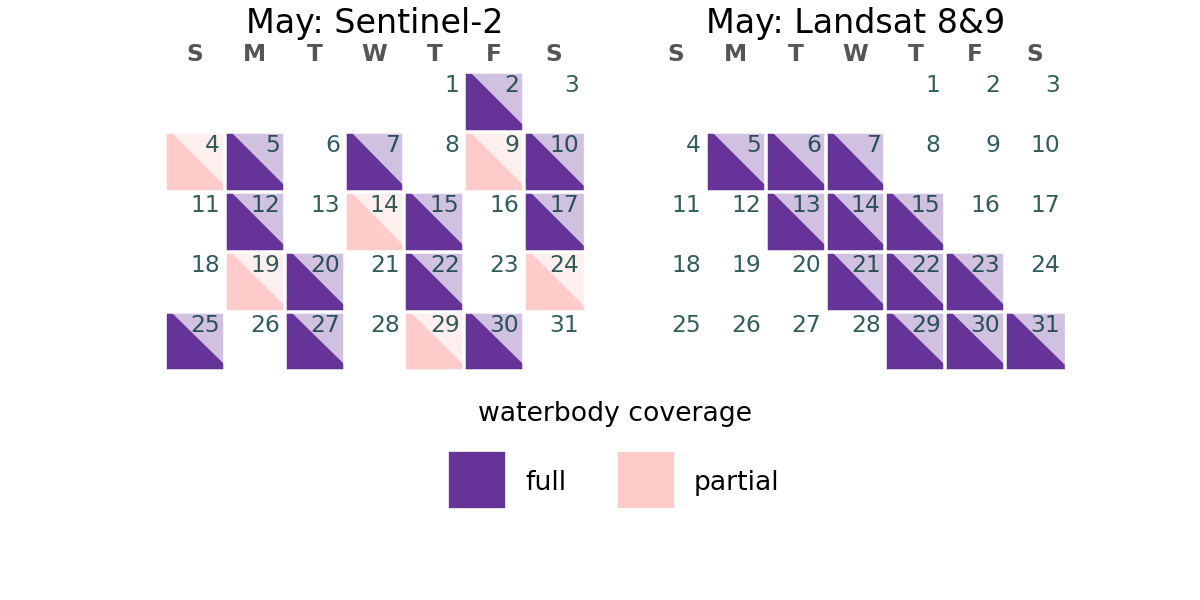 May: Sentinel-2
S M T W T F S
1 2 3
4 5 6 7 8 9 10
11 12 13 14 15 16 17
18 19 20 21 22 23 24
25 26 27 28 29 30 31
May: Landsat 8&9
S M T W T F S
1 2 3
4 5 6 7 8 9 10
11 12 13 14 15 16 17
18 19 20 21 22 23 24
25 26 27 28 29 30 31
waterbody coverage
full
partial